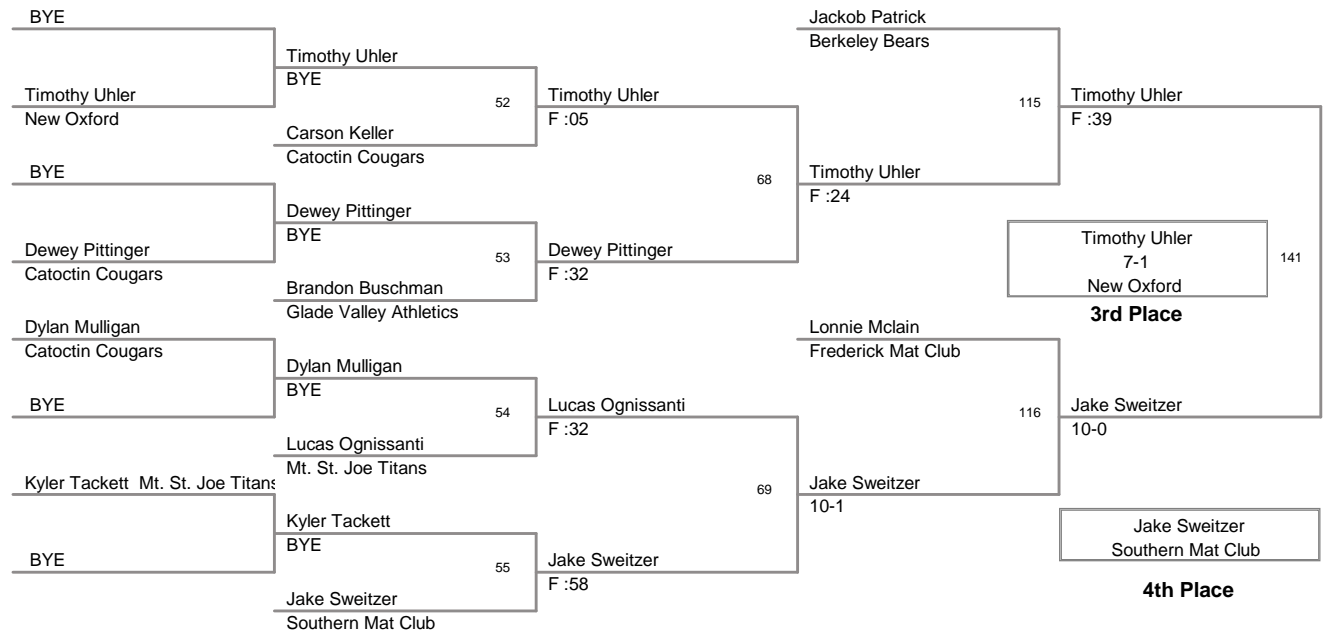 BYE
Timothy Uhler
New Oxford
BYE
Dewey Pittinger
Catoctin Cougars
Dylan Mulligan
Catoctin Cougars
BYE
Kyler Tackett Mt. St. Joe Titans
BYE
Timothy Uhler
BYE
52
Carson Keller
Catoctin Cougars
Dewey Pittinger
BYE
53
Brandon Buschman
Glade Valley Athletics
Dylan Mulligan
BYE
54
Lucas Ognissanti
Mt. St. Joe Titans
Kyler Tackett
BYE
55
Jake Sweitzer
Southern Mat Club
Timothy Uhler
F :05
68
Dewey Pittinger
F :32
Lucas Ognissanti
F :32
69
Jake Sweitzer
F :58
Jackob Patrick
Berkeley Bears
115
Timothy Uhler
F :24
Lonnie Mclain
Frederick Mat Club
116
Jake Sweitzer
10-1
Timothy Uhler
F :39
Timothy Uhler
7-1
New Oxford
141
3rd Place
Jake Sweitzer
10-0
Jake Sweitzer
Southern Mat Club
4th Place